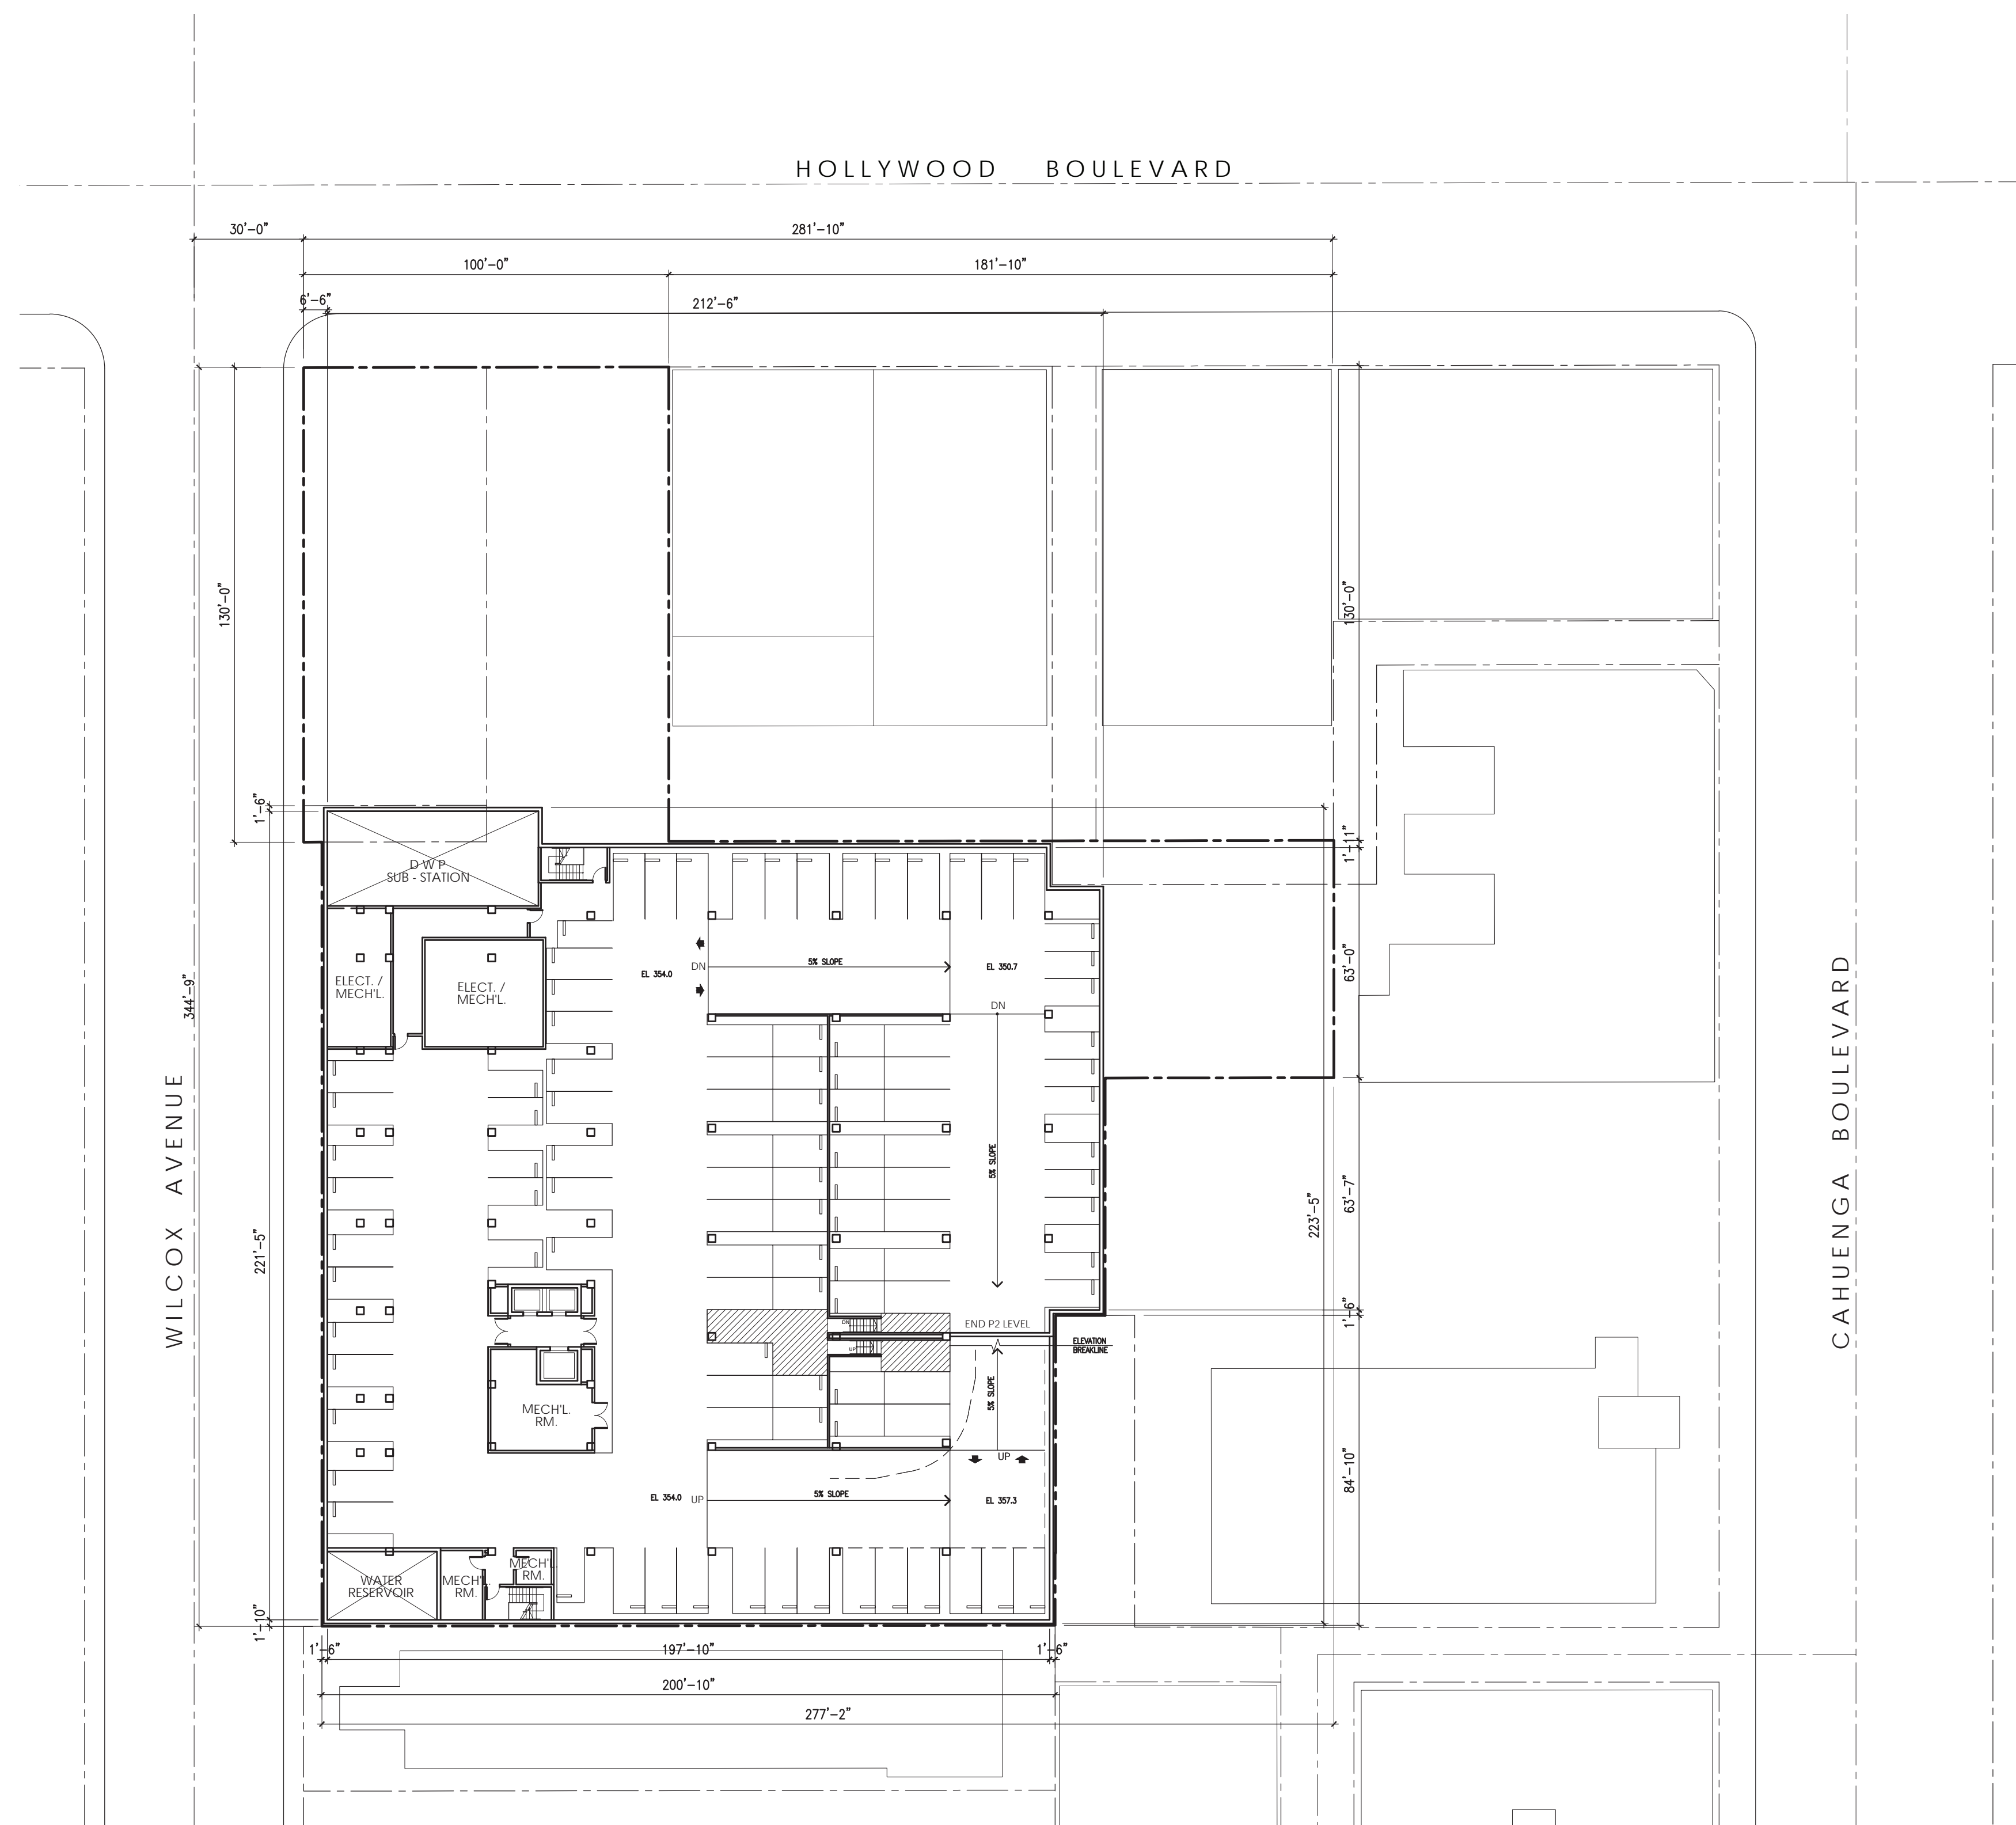 HOLLYWOOD BOULEVARD
30'-0"
281'-10"
100'-0"
181'-10"
6'-6"
212'-6"
130'-0"
130'-0"
1'-6"
1'-11"
D W P
SUB - STATION
63'-0"
344'-9"
DN
5% SLOPE
EL 354.0
EL 350.7
ELECT. /
MECH'L.
ELECT. /
MECH'L.
DN
WILCOX AVENUE
CAHUENGA BOULEVARD
5% SLOPE
63'-7"
223'-5"
221'-5"
1'-6"
DN
END P2 LEVEL
UP
ELEVATION
BREAKLINE
5% SLOPE
MECH'L.
RM.
UP
84'-10"
EL 354.0
UP
5% SLOPE
EL 357.3
MECH'L.
RM.
WATER
RESERVOIR
MECH'L.
RM.
1'-10"
1'-6"
197'-10"
1'-6"
200'-10"
277'-2"